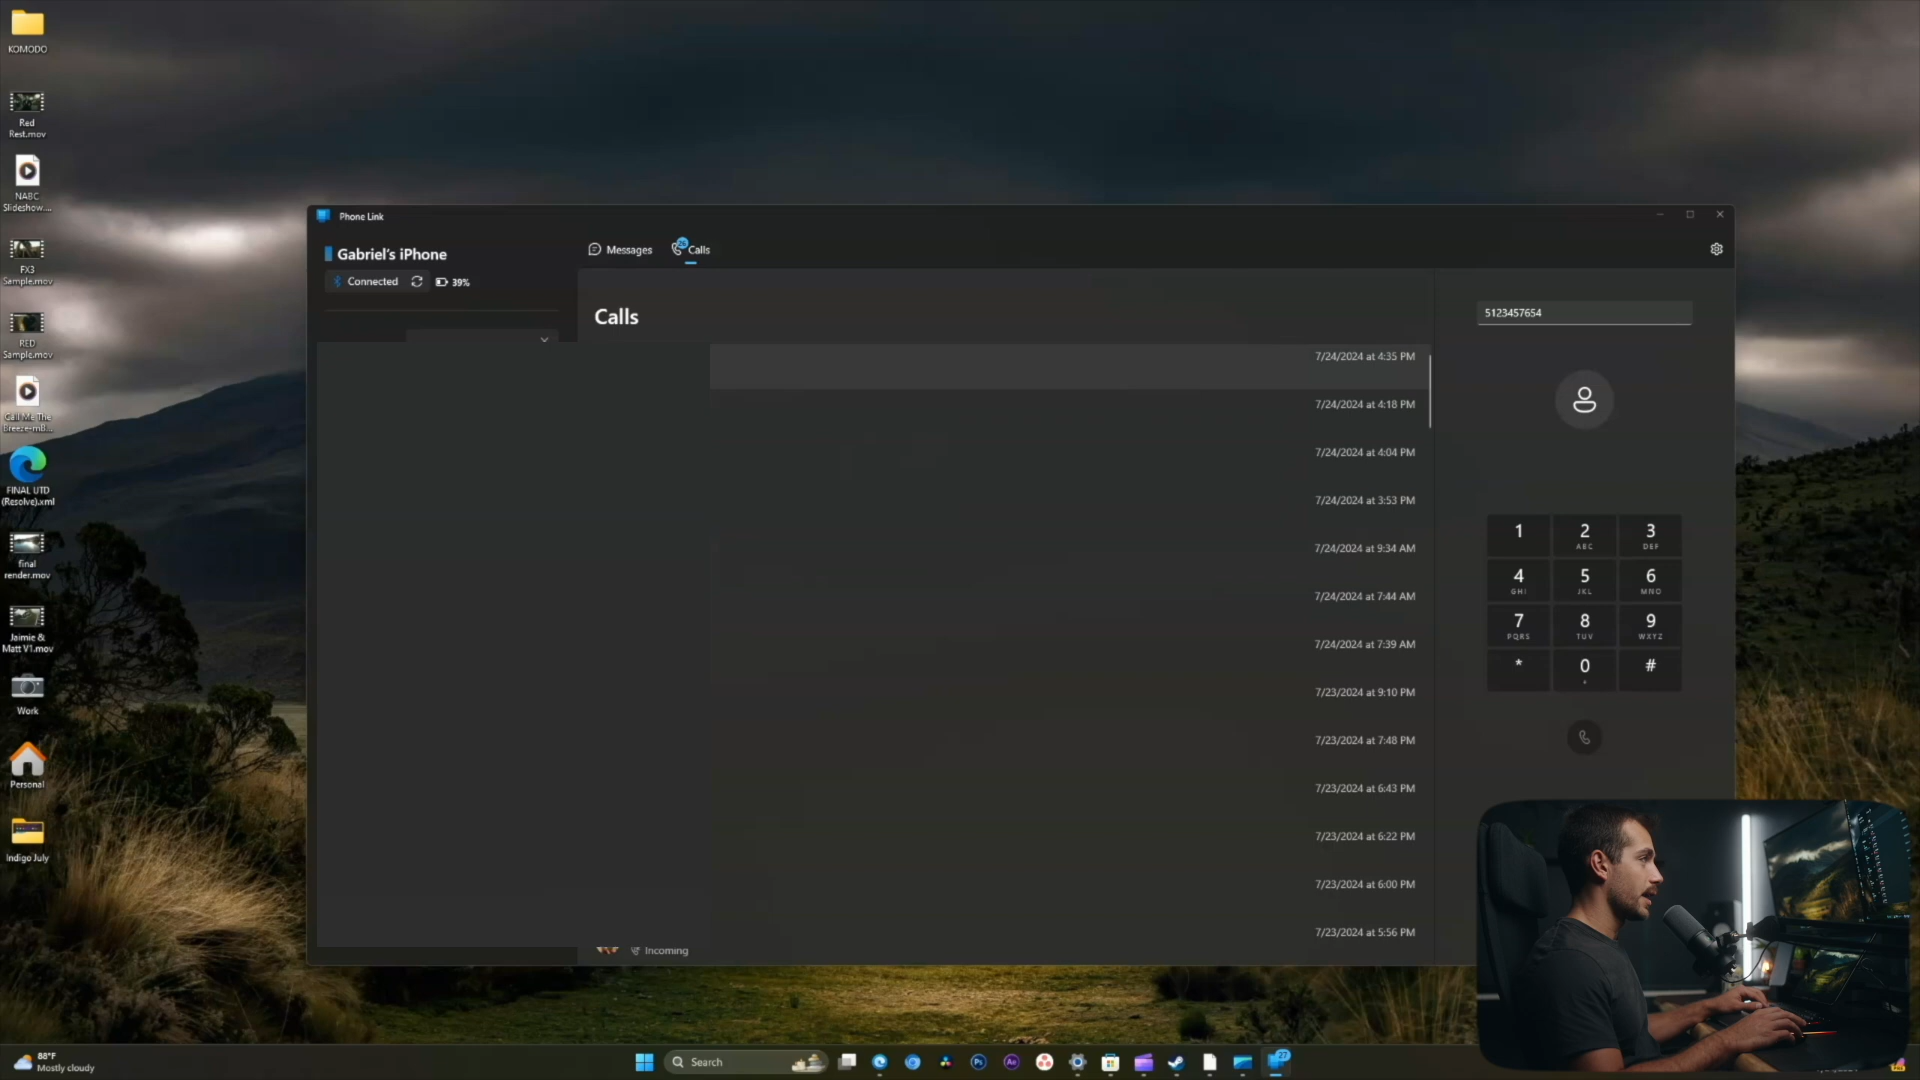 KOMODO
Red
Rest.mov
NABC
Slideshow....
FX3
Sample.mov
RED
Sample.mov
Call Me The
Breeze-mB...
FINAL UTD
(Resolve).xml
final
render.mov
Jaimie &
Matt V1.mov
Work
Personal
Indigo July
Phone Link
Gabriel's iPhone
Connected
39%
Messages
Calls
Calls
7/24/2024 at 4:35 PM
7/24/2024 at 4:18 PM
7/24/2024 at 4:04 PM
7/24/2024 at 3:53 PM
7/24/2024 at 9:34 AM
7/24/2024 at 7:44 AM
7/24/2024 at 7:39 AM
7/23/2024 at 9:10 PM
7/23/2024 at 7:48 PM
7/23/2024 at 6:43 PM
7/23/2024 at 6:22 PM
7/23/2024 at 6:00 PM
7/23/2024 at 5:56 PM
Incoming
5123457654
1 2 3
ABC DEF
4 5 6
GHI JKL MNO
7 8 9
PQRS TUV WXYZ
* 0 #
+
88°F
Mostly cloudy
Search
Ps
Ae
27